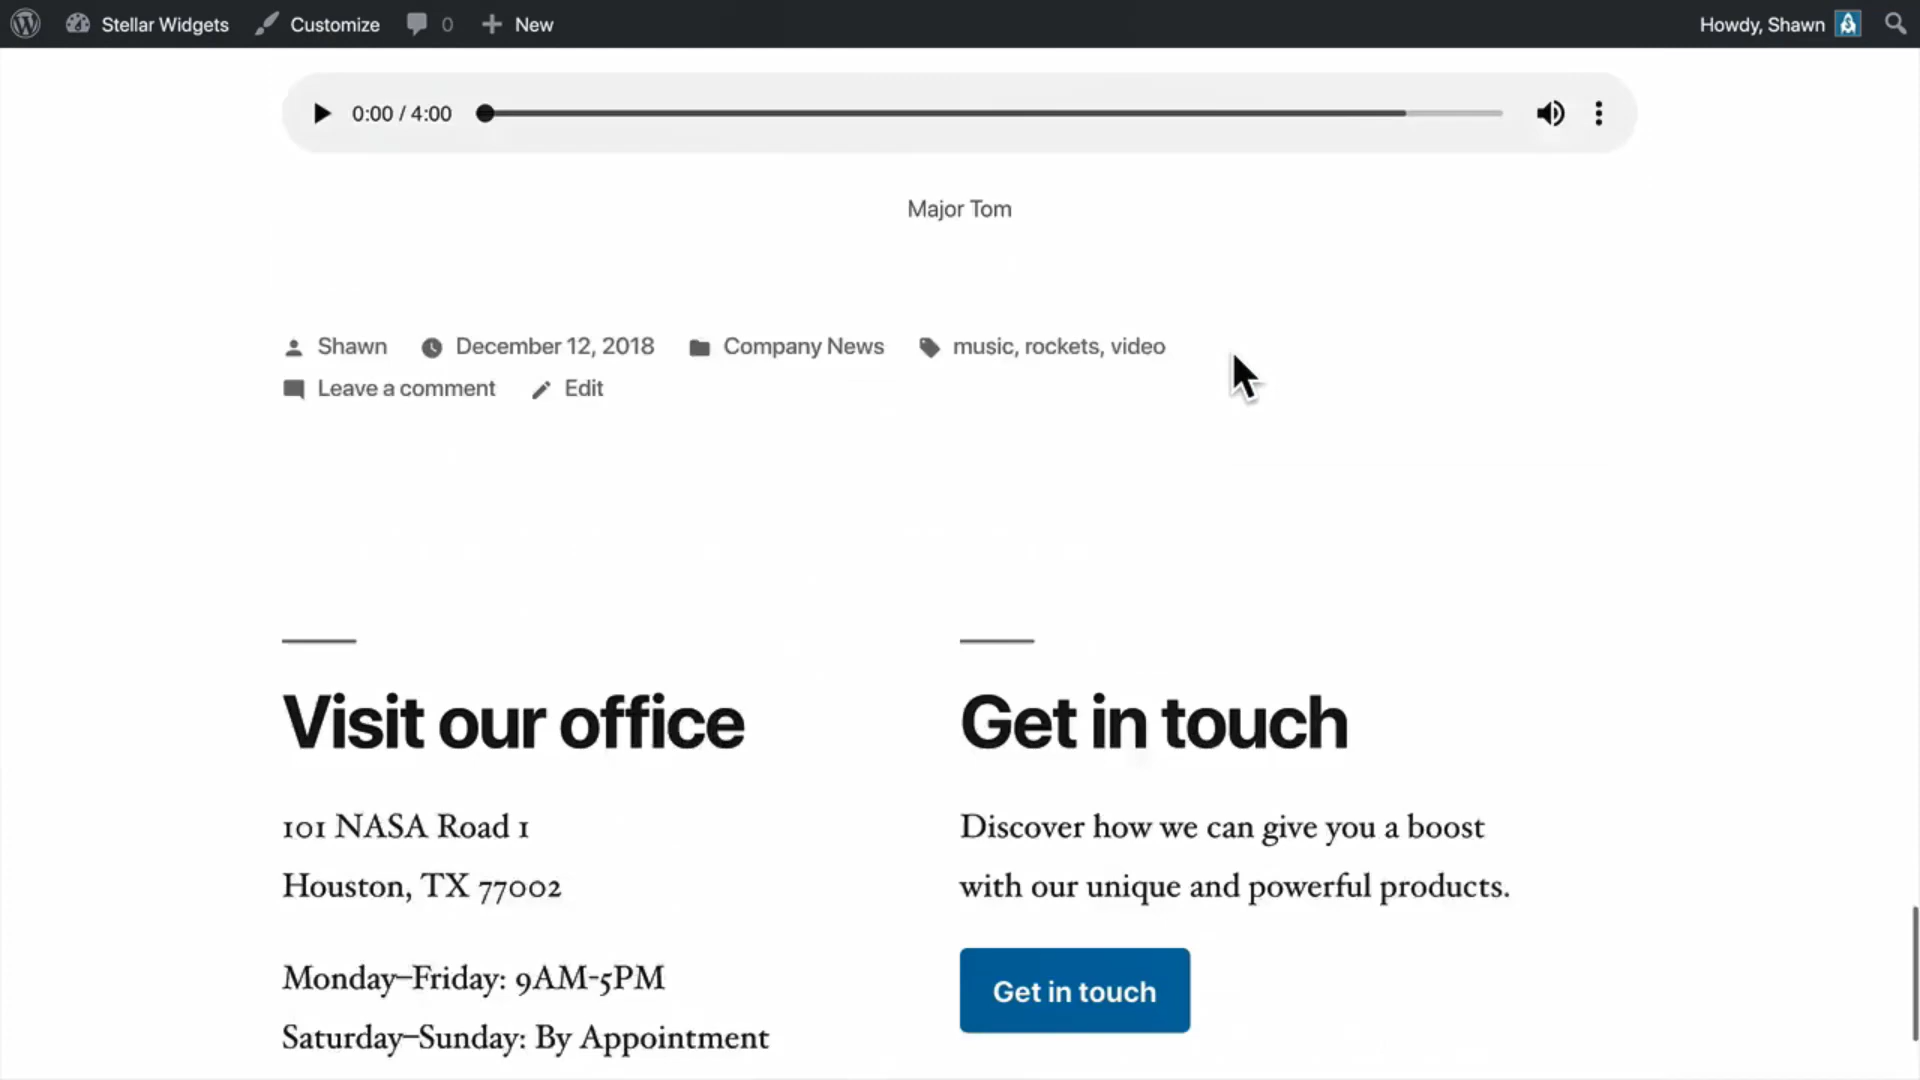 Stellar Widgets Customize 0 New Howdy, Shawn
0:00 / 4:00
Major Tom
Shawn December 12, 2018 Company News music, rockets, video
Leave a comment Edit
Visit our office
101 NASA Road 1
Houston, TX 77002
Monday–Friday: 9AM-5PM
Saturday–Sunday: By Appointment
Get in touch
Discover how we can give you a boost
with our unique and powerful products.
Get in touch